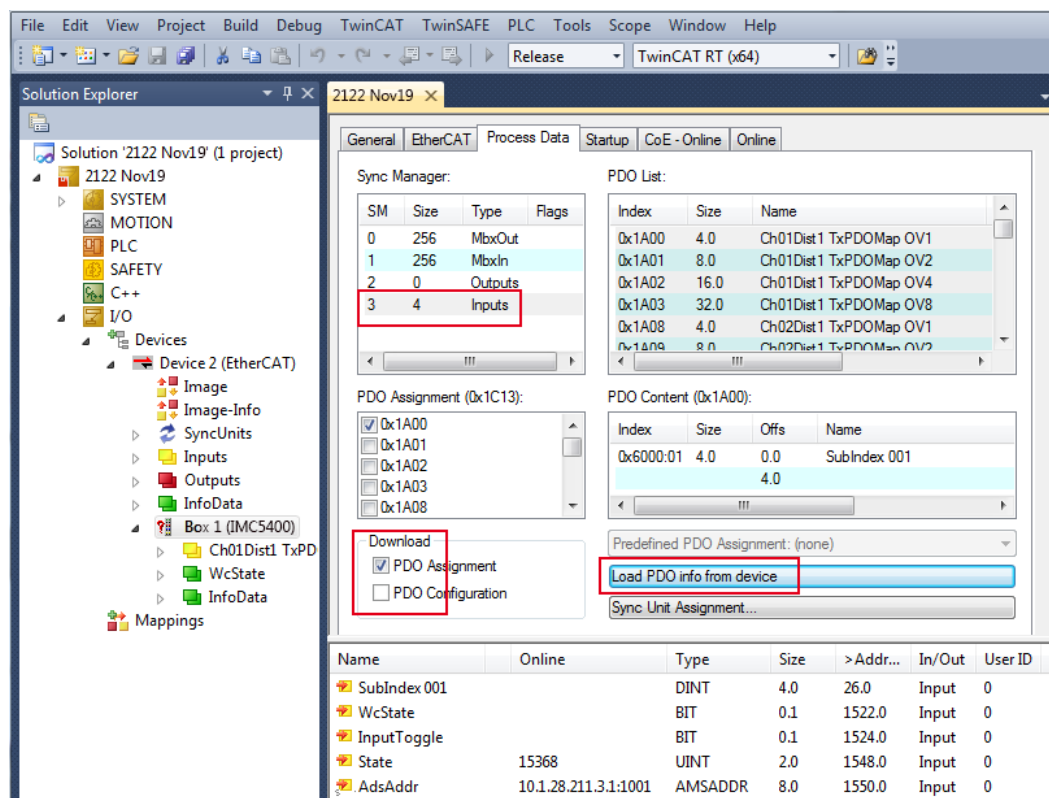 File Edit View Project Build Debug TwinCAT TwinSAFE PLC Tools Scope Window Help
Release TwinCAT RT (x64)
Solution Explorer
Solution '2122 Nov19' (1 project)
2122 Nov19
SYSTEM
MOTION
PLC
SAFETY
C++
I/O
Devices
Device 2 (EtherCAT)
Image
Image-Info
SyncUnits
Inputs
Outputs
InfoData
Box 1 (IMC5400)
Ch01Dist1 TxPD
WcState
InfoData
Mappings
2122 Nov19
General EtherCAT Process Data Startup CoE - Online Online
Sync Manager:
SM Size Type Flags
0 256 MbxOut
1 256 MbxIn
2 0 Outputs
3 4 Inputs
PDO List:
Index Size Name
0x1A00 4.0 Ch01Dist1 TxPDOMap OV1
0x1A01 8.0 Ch01Dist1 TxPDOMap OV2
0x1A02 16.0 Ch01Dist1 TxPDOMap OV4
0x1A03 32.0 Ch01Dist1 TxPDOMap OV8
0x1A08 4.0 Ch02Dist1 TxPDOMap OV1
0x1A09 8.0 Ch02Dist1 TxPDOMap OV2
PDO Assignment (0x1C13):
0x1A00
0x1A01
0x1A02
0x1A03
0x1A08
PDO Content (0x1A00):
Index Size Offs Name
0x6000:01 4.0 0.0 SubIndex 001
4.0
Download
PDO Assignment
PDO Configuration
Predefined PDO Assignment: (none)
Load PDO info from device
Sync Unit Assignment...
Name Online Type Size >Addr... In/Out User ID
SubIndex 001 DINT 4.0 26.0 Input 0
WcState BIT 0.1 1522.0 Input 0
InputToggle BIT 0.1 1524.0 Input 0
State 15368 UINT 2.0 1548.0 Input 0
AdsAddr 10.1.28.211.3.1:1001 AMSADDR 8.0 1550.0 Input 0